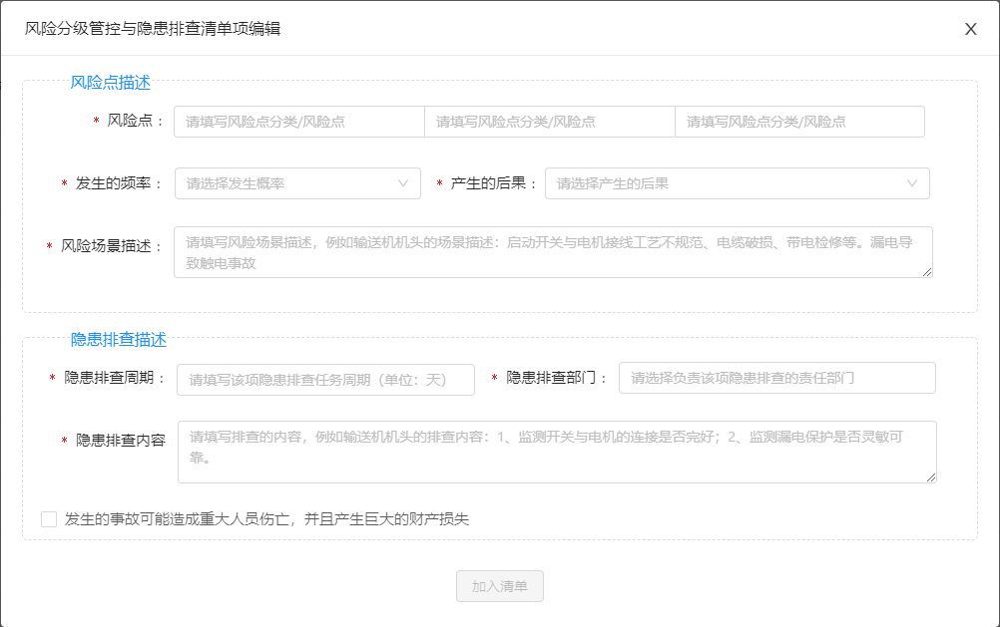 风险分级管控与隐患排查清单项编辑 X
风险点描述
* 风险点： 请填写风险点分类/风险点 请填写风险点分类/风险点 请填写风险点分类/风险点
* 发生的频率： 请选择发生概率 * 产生的后果： 请选择产生的后果
* 风险场景描述： 请填写风险场景描述，例如输送机机头的场景描述：启动开关与电机接线工艺不规范、电缆破损、带电检修等。漏电导
致触电事故
隐患排查描述
* 隐患排查周期： 请填写该项隐患排查任务周期（单位：天） * 隐患排查部门： 请选择负责该项隐患排查的责任部门
* 隐患排查内容 请填写排查的内容，例如输送机机头的排查内容：1、监测开关与电机的连接是否完好；2、监测漏电保护是否灵敏可
靠。
发生的事故可能造成重大人员伤亡，并且产生巨大的财产损失
加入清单